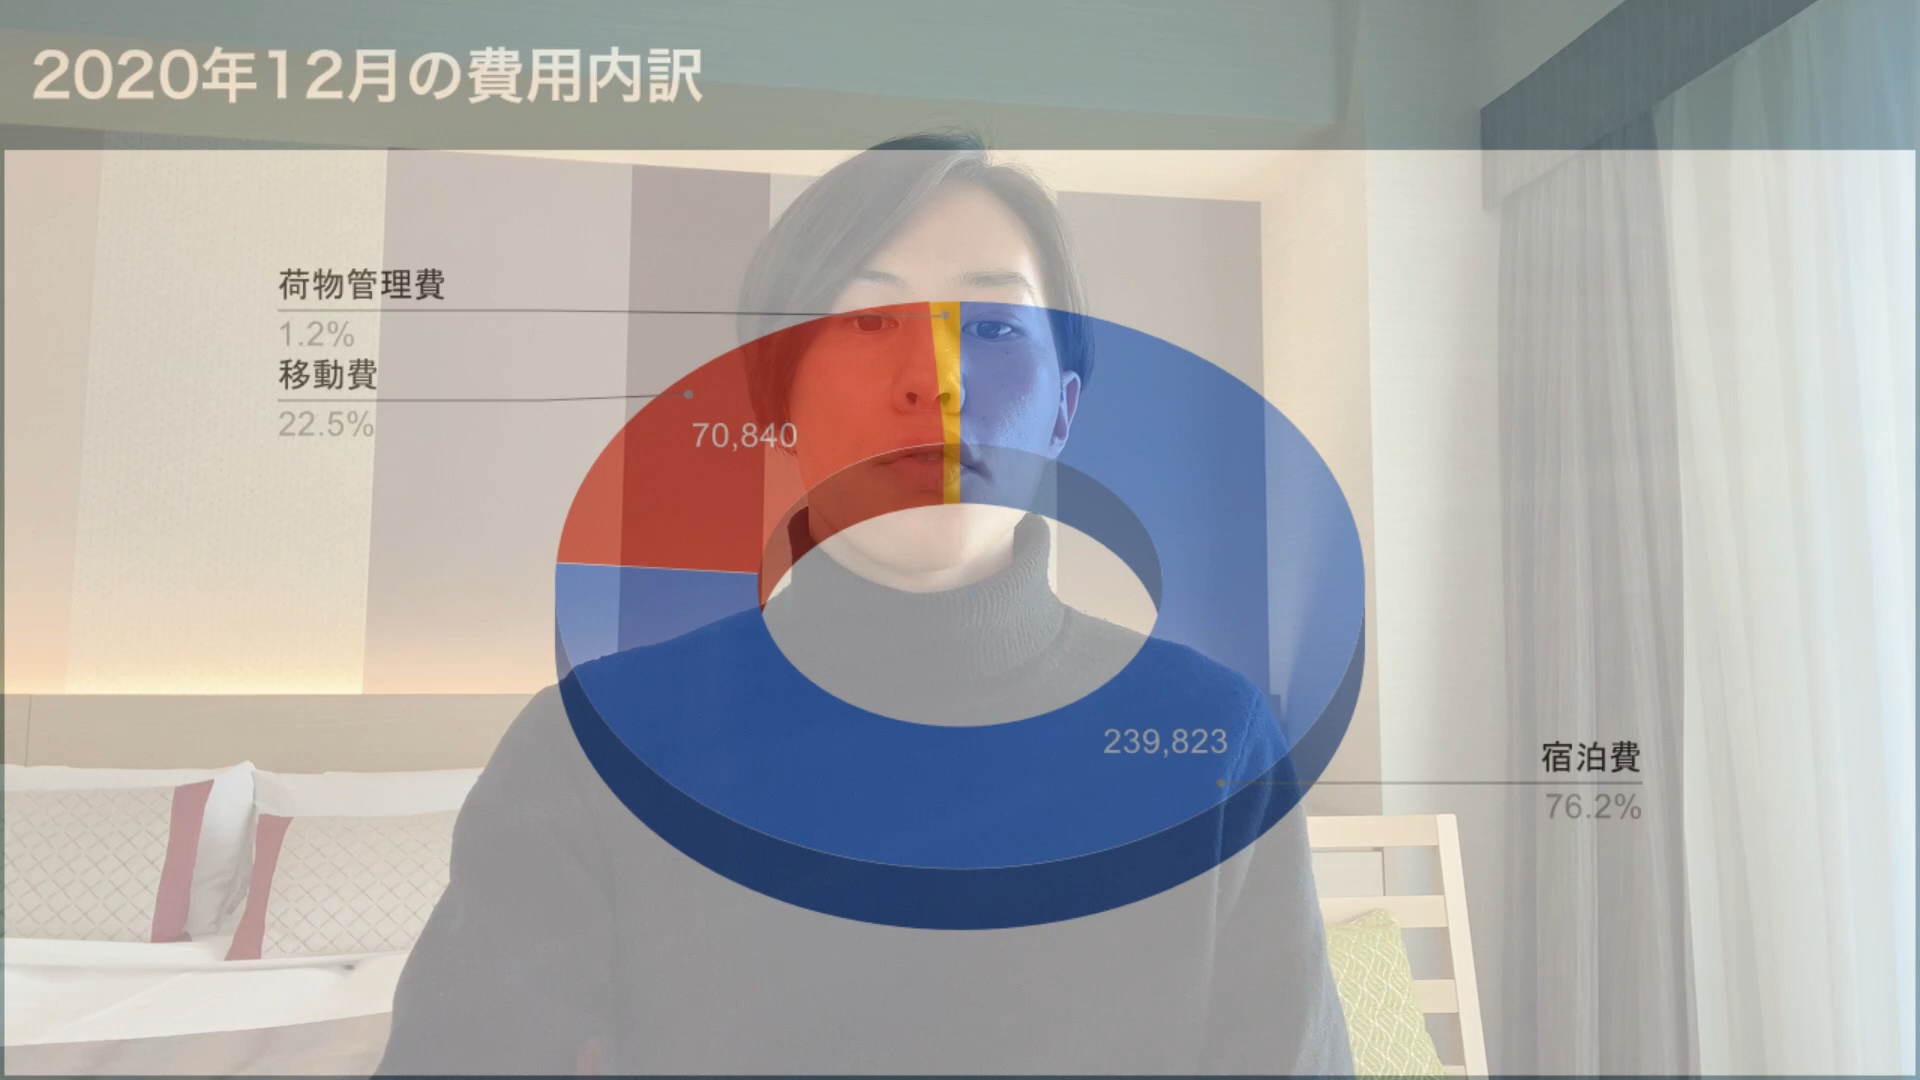 2020年12月の費用内訳
荷物管理費
1.2%
移動費
22.5%
70,840
239,823
宿泊費
76.2%